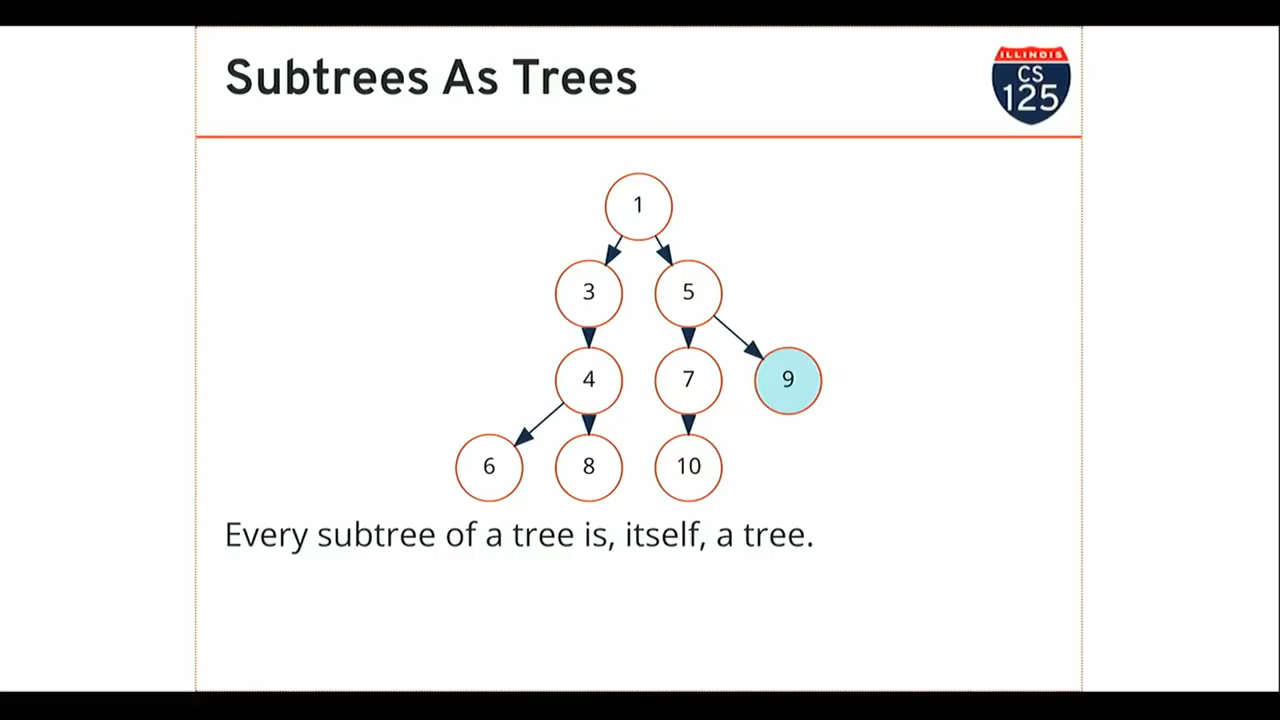 Subtrees As Trees
ILLINOIS
CS
125
1
3 5
4 7 9
6 8 10
Every subtree of a tree is, itself, a tree.